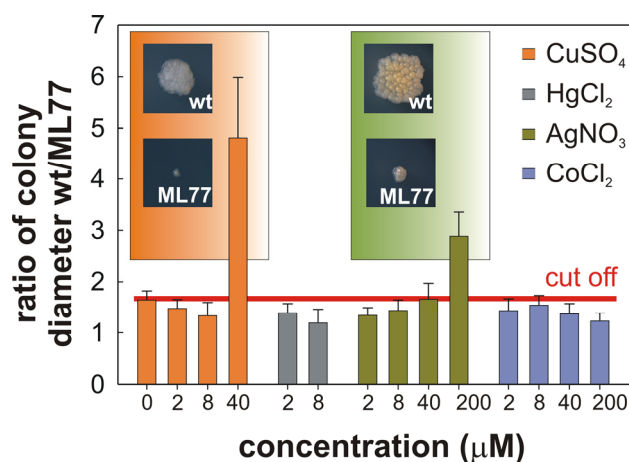 ratio of colony
diameter wt/ML77
7
6
5
4
3
2
1
0
wt
ML77
wt
ML77
CuSO₄
HgCl₂
AgNO₃
CoCl₂
cut off
0 2 8 40 2 8 2 8 40 200 2 8 40 200
concentration (μM)